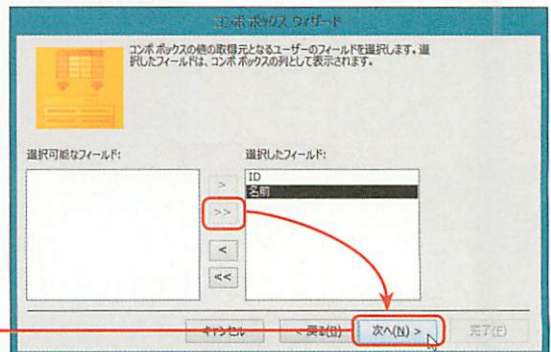 コンボ ボックス ウィザード
コンボ ボックスの値の取得元となるユーザーのフィールドを選択します。選
択したフィールドは、コンボ ボックスの列として表示されます。
選択可能なフィールド:
選択したフィールド:
ID
名前
>
>>
<
<<
キャンセル
< 戻る(B)
次へ(N) >
完了(F)